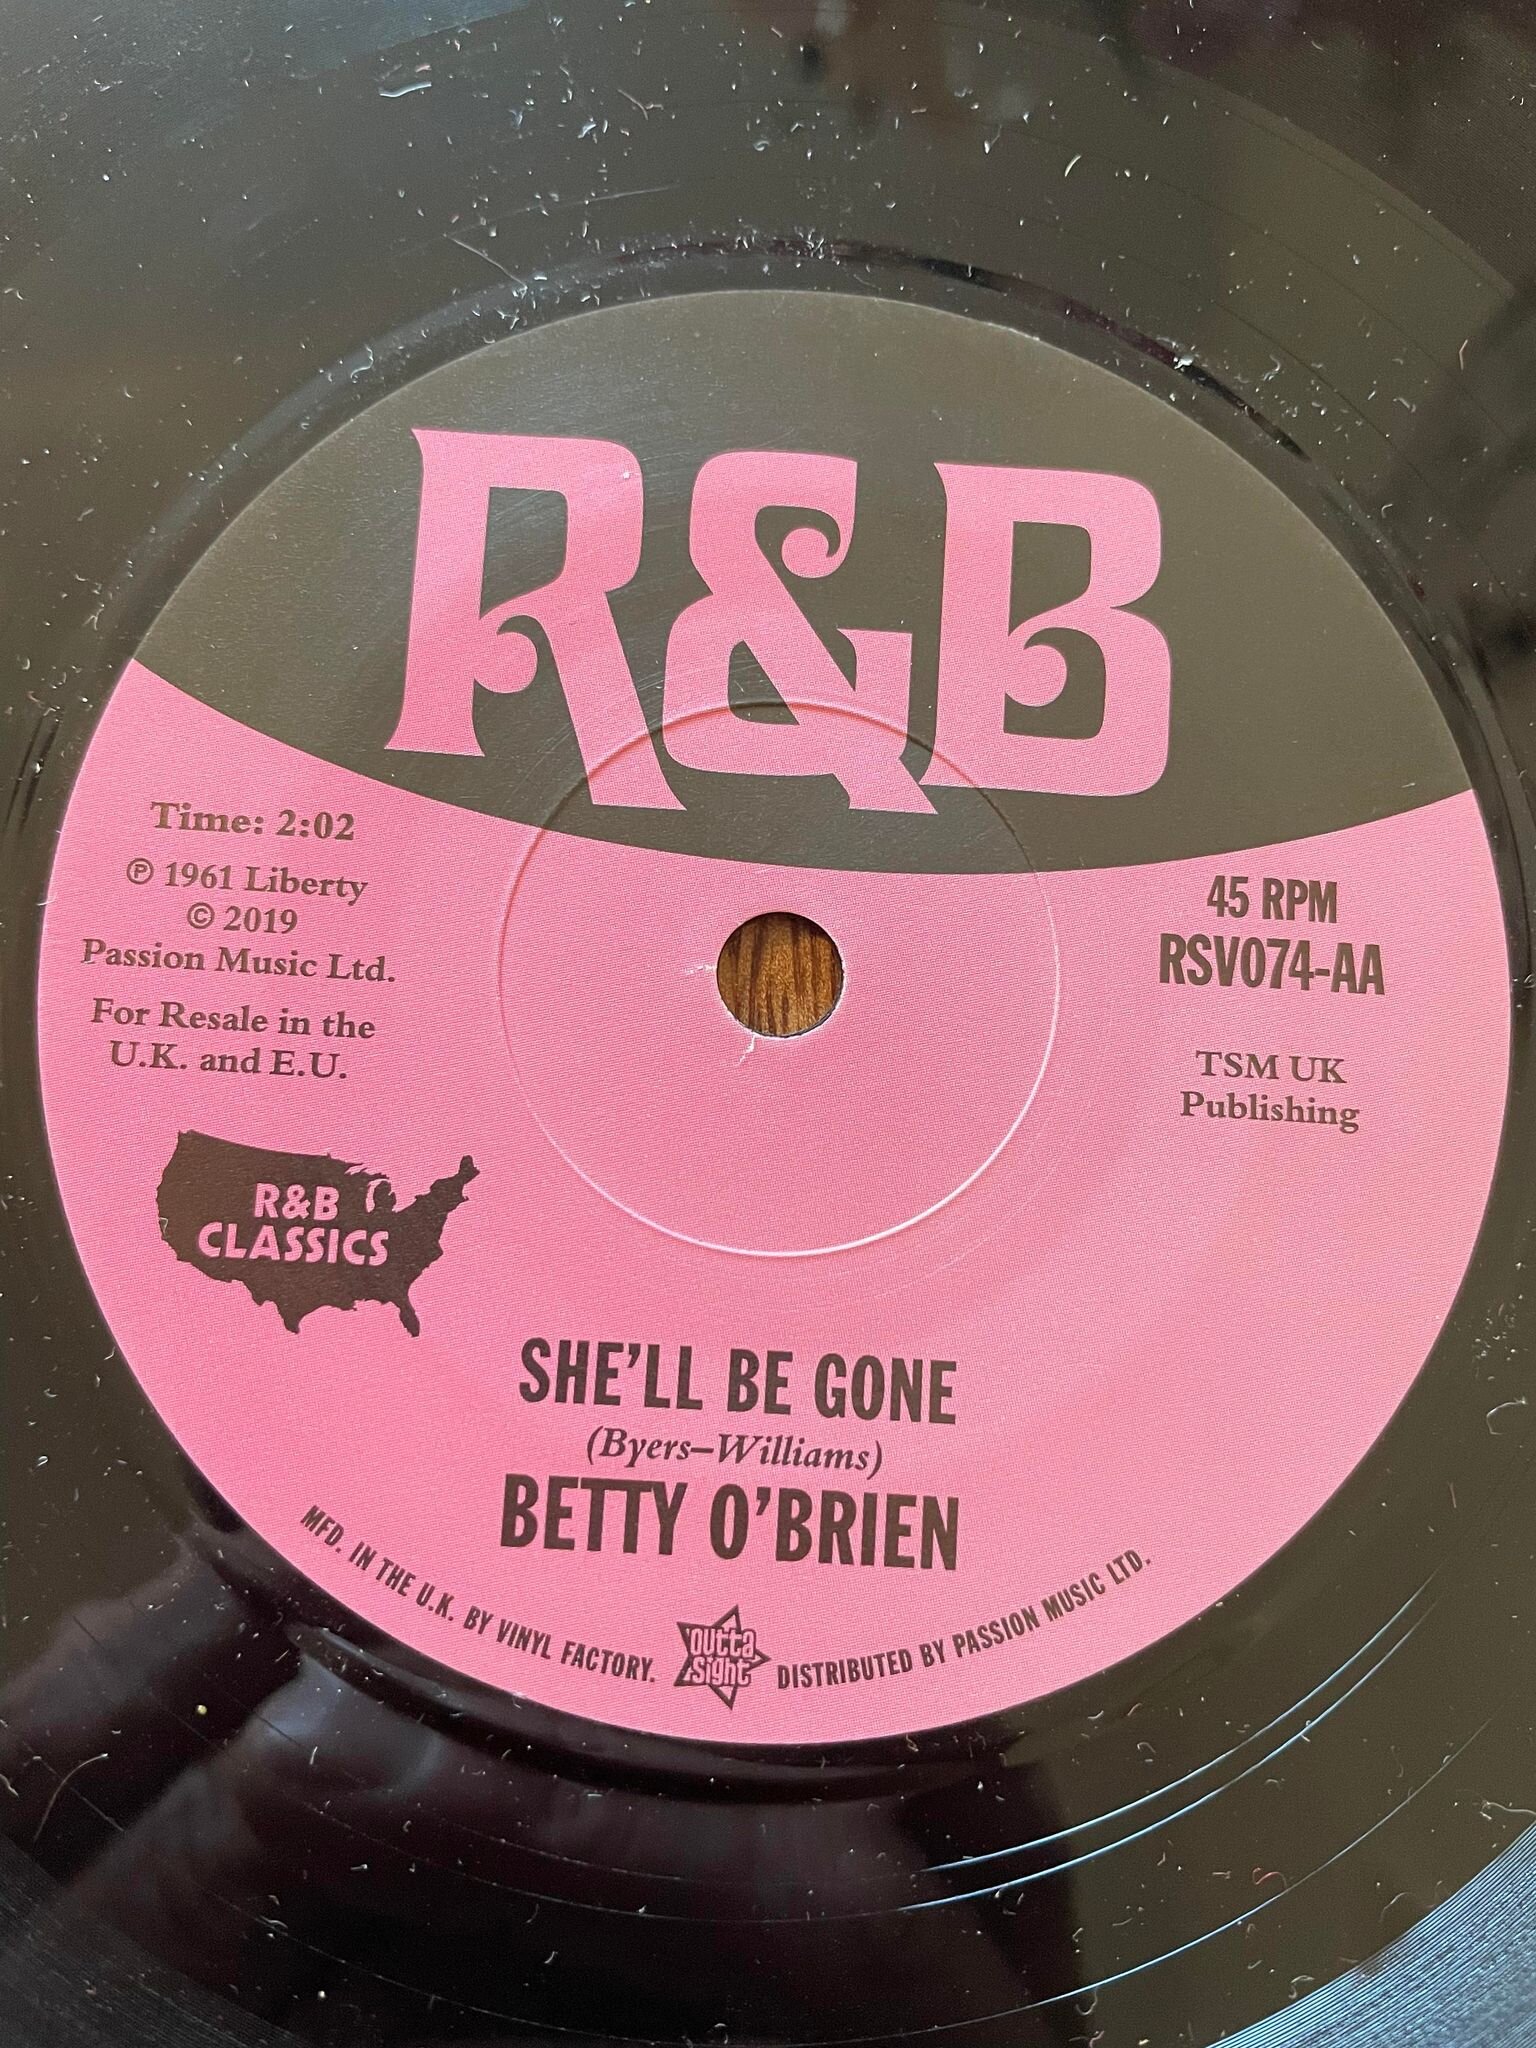 R&B
Time: 2:02
℗ 1961 Liberty
© 2019
Passion Music Ltd.
For Resale in the
U.K. and E.U.
45 RPM
RSV074-AA
TSM UK
Publishing
R&B
CLASSICS
SHE'LL BE GONE
(Byers–Williams)
BETTY O'BRIEN
MFD. IN THE U.K. BY VINYL FACTORY.
outta
Sight
DISTRIBUTED BY PASSION MUSIC LTD.